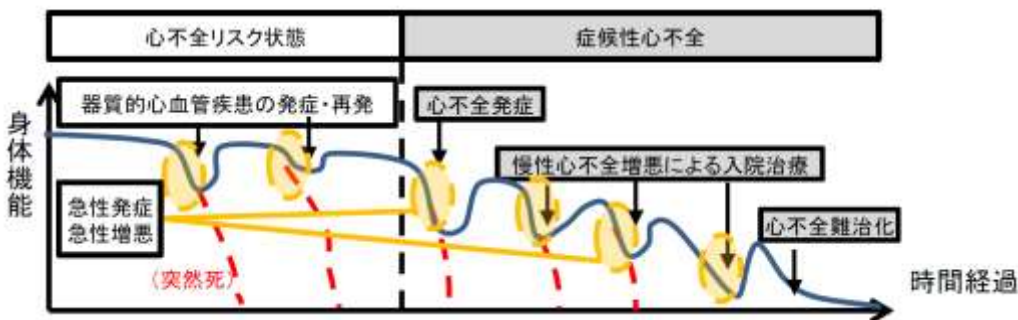 心不全リスク状態
症候性心不全
器質的心血管疾患の発症・再発
心不全発症
身体機能
慢性心不全増悪による入院治療
急性発症
急性増悪
心不全難治化
(突然死)
時間経過